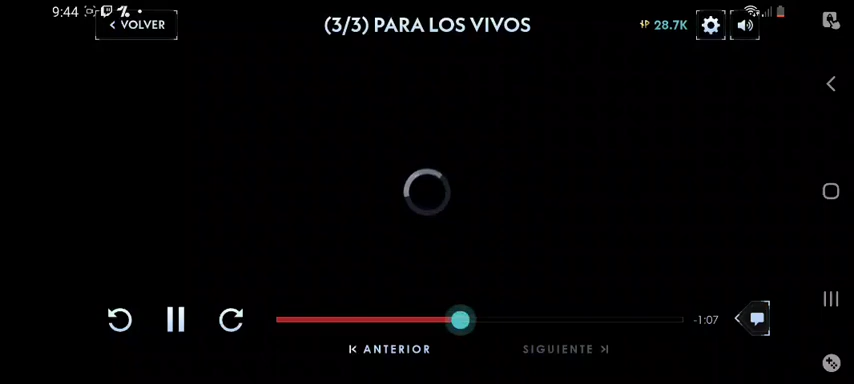 9:44
VOLVER
(3/3) PARA LOS VIVOS
28.7K
-1:07
ANTERIOR
SIGUIENTE